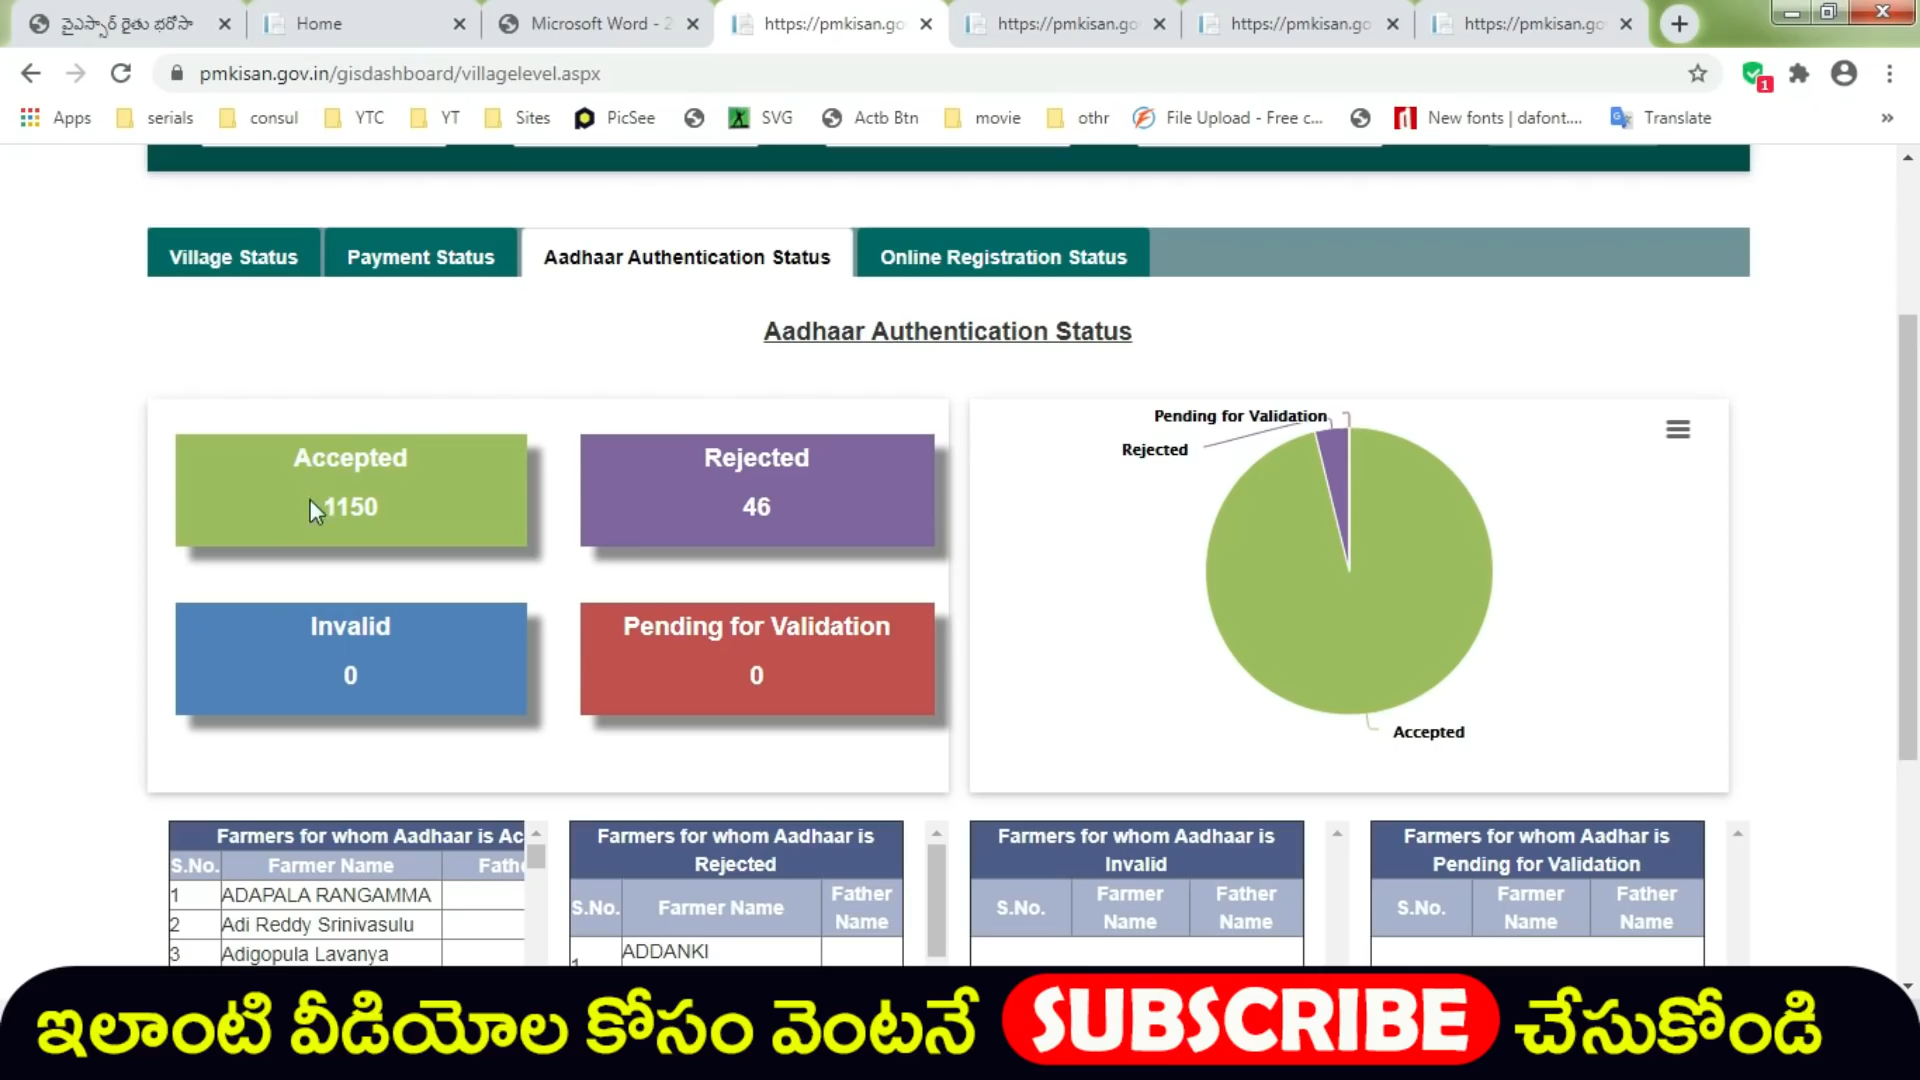 వైఎస్సార్ రైతు భరోసా
Home
Microsoft Word - 2
https://pmkisan.go
https://pmkisan.go
https://pmkisan.go
https://pmkisan.go
pmkisan.gov.in/gisdashboard/villagelevel.aspx
1
Apps serials consul YTC YT Sites PicSee SVG Actb Btn movie othr File Upload - Free c... New fonts | dafont.... Translate »
Village Status
Payment Status
Aadhaar Authentication Status
Online Registration Status
Aadhaar Authentication Status
Accepted
1150
Rejected
46
Invalid
0
Pending for Validation
0
Pending for Validation
Rejected
Accepted
Farmers for whom Aadhaar is Ac
S.No. Farmer Name Fathe
1 ADAPALA RANGAMMA
2 Adi Reddy Srinivasulu
3 Adigopula Lavanya
Farmers for whom Aadhaar is
Rejected
S.No. Farmer Name Father
Name
1 ADDANKI
Farmers for whom Aadhaar is
Invalid
S.No. Farmer Father
Name Name
Farmers for whom Aadhar is
Pending for Validation
S.No. Farmer Father
Name Name
ఇలాంటి వీడియోల కోసం వెంటనే SUBSCRIBE చేసుకోండి